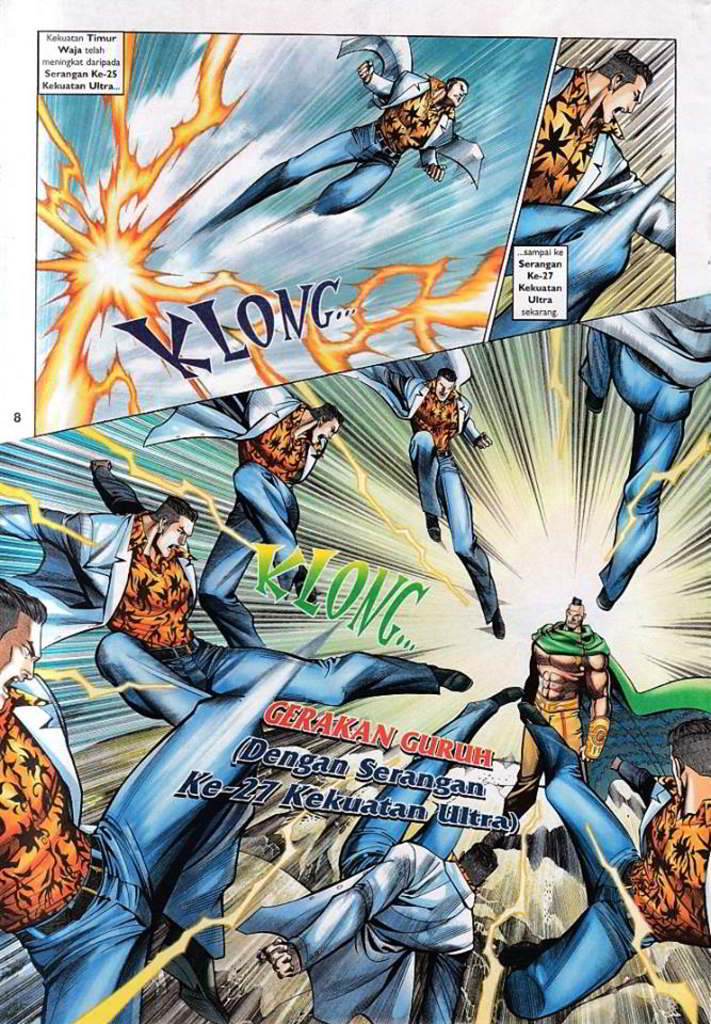 Kekuatan Timur
Waja telah
meningkat daripada
Serangan Ke-25
Kekuatan Ultra...
...sampai ke
Serangan
Ke-27
Kekuatan
Ultra
sekarang.
KLONG...
8
KLONG...
GERAKAN GURUH
(Dengan Serangan
Ke-27 Kekuatan Ultra)